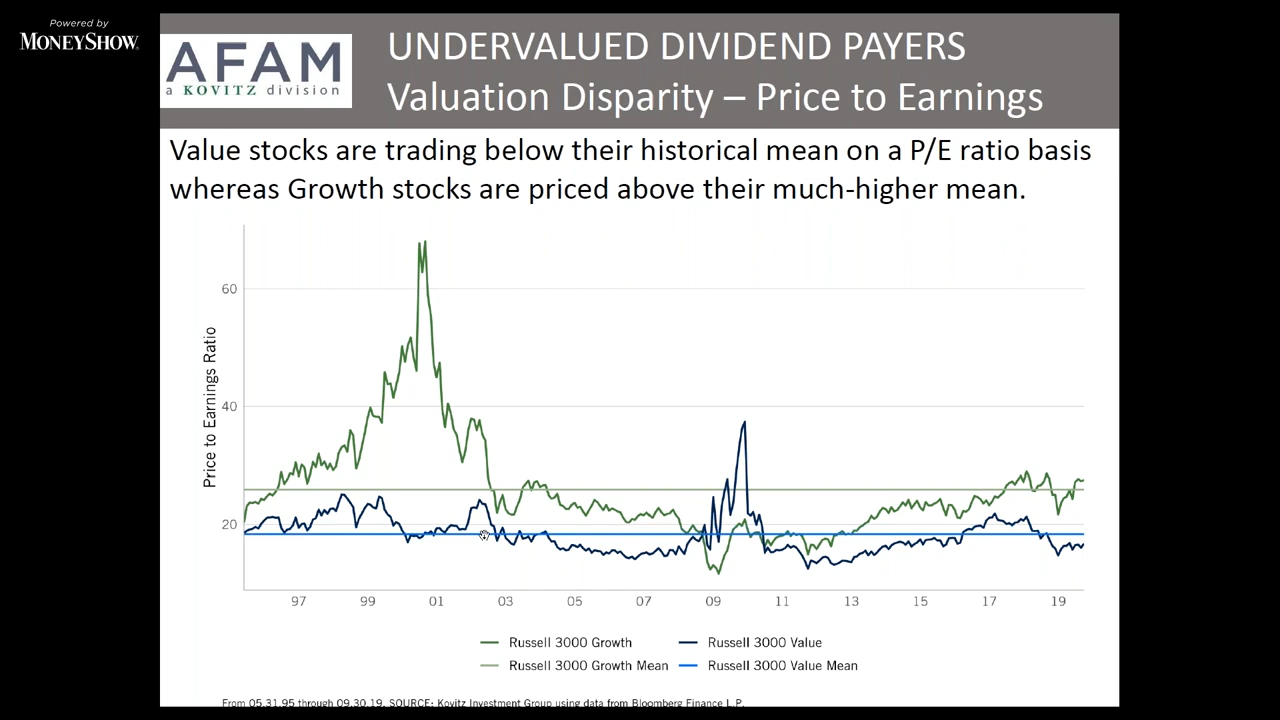 Powered by
MONEYSHOW.
AFAM
a KOVITZ division
UNDERVALUED DIVIDEND PAYERS
Valuation Disparity – Price to Earnings
Value stocks are trading below their historical mean on a P/E ratio basis
whereas Growth stocks are priced above their much-higher mean.
Price to Earnings Ratio
60
40
20
97 99 01 03 05 07 09 11 13 15 17 19
Russell 3000 Growth Russell 3000 Value
Russell 3000 Growth Mean Russell 3000 Value Mean
From 05.31.95 through 09.30.19. SOURCE: Kovitz Investment Group using data from Bloomberg Finance L.P.